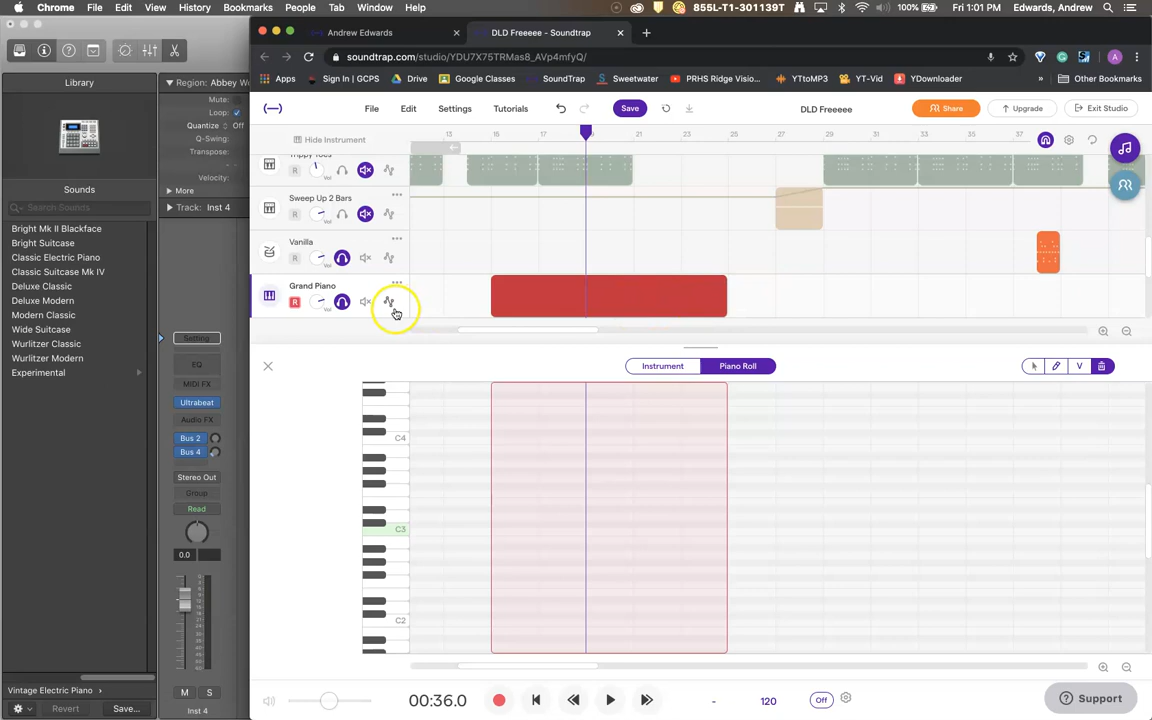 Chrome File Edit View History Bookmarks People Tab Window Help
855L-T1-301139T 100% Fri 1:01 PM Edwards, Andrew
Library
Sounds
Search Sounds
Bright Mk II Blackface
Bright Suitcase
Classic Electric Piano
Classic Suitcase Mk IV
Deluxe Classic
Deluxe Modern
Modern Classic
Wide Suitcase
Wurlitzer Classic
Wurlitzer Modern
Experimental
Vintage Electric Piano
Revert Save...
Region: Abbey
Mute:
Loop:
Quantize Off
Q-Swing:
Transpose:
Velocity:
More
Track: Inst 4
Setting
EQ
MIDI FX
Ultrabeat
Audio FX
Bus 2
Bus 4
Stereo Out
Group
Read
0.0
M S
Inst 4
Andrew Edwards DLD Freeeee - Soundtrap
soundtrap.com/studio/YDU7X75TRMas8_AVp4mfyQ/
Apps Sign In | GCPS Drive Google Classes SoundTrap Sweetwater PRHS Ridge Visio... YTtoMP3 YT-Vid YDownloader Other Bookmarks
File Edit Settings Tutorials Save DLD Freeeee Share Upgrade Exit Studio
Hide Instrument 13 16 17 21 25 27 29 31 33 35 37
R Vol
Sweep Up 2 Bars
R Vol
Vanilla
R Vol
Grand Piano
R Vol
Instrument Piano Roll V
C4
C3
C2
00:36.0 - 120 Off Support